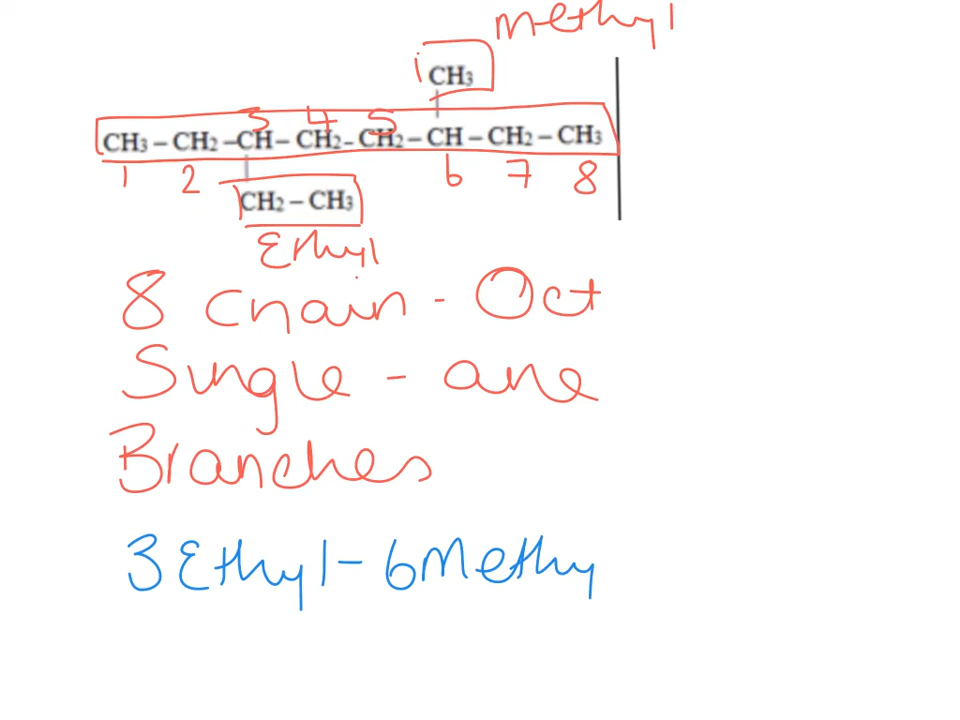 methyl
CH3
3 4 5
CH3 – CH2 – CH – CH2 – CH2 – CH – CH2 – CH3
1 2 6 7 8
CH2 – CH3
Ethyl
8 Chain - Oct
Single - ane
Branches
3 Ethyl - 6 Methy